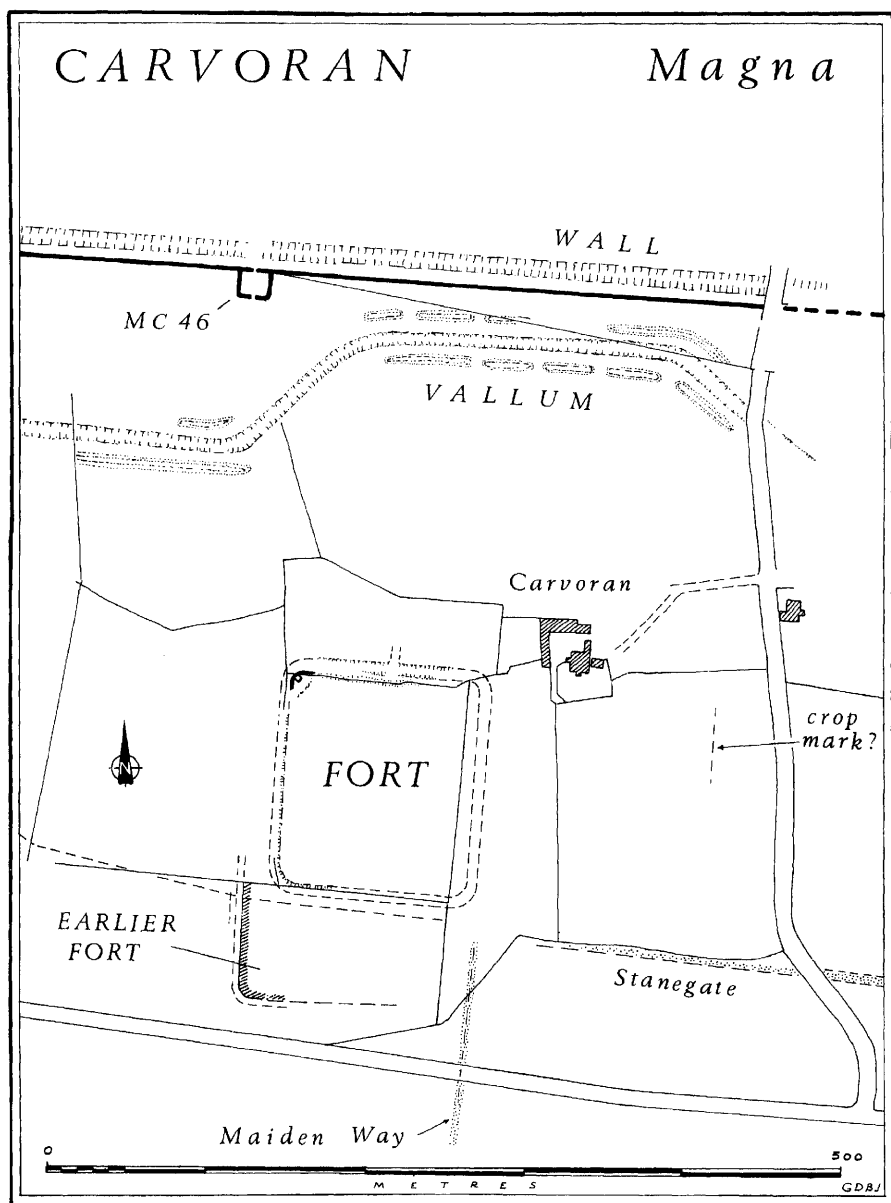 CARVORAN Magna
WALL
MC 46
VALLUM
Carvoran
crop
mark?
N
FORT
EARLIER
FORT
Stanegate
Maiden Way
0 500
METRES
GDBJ